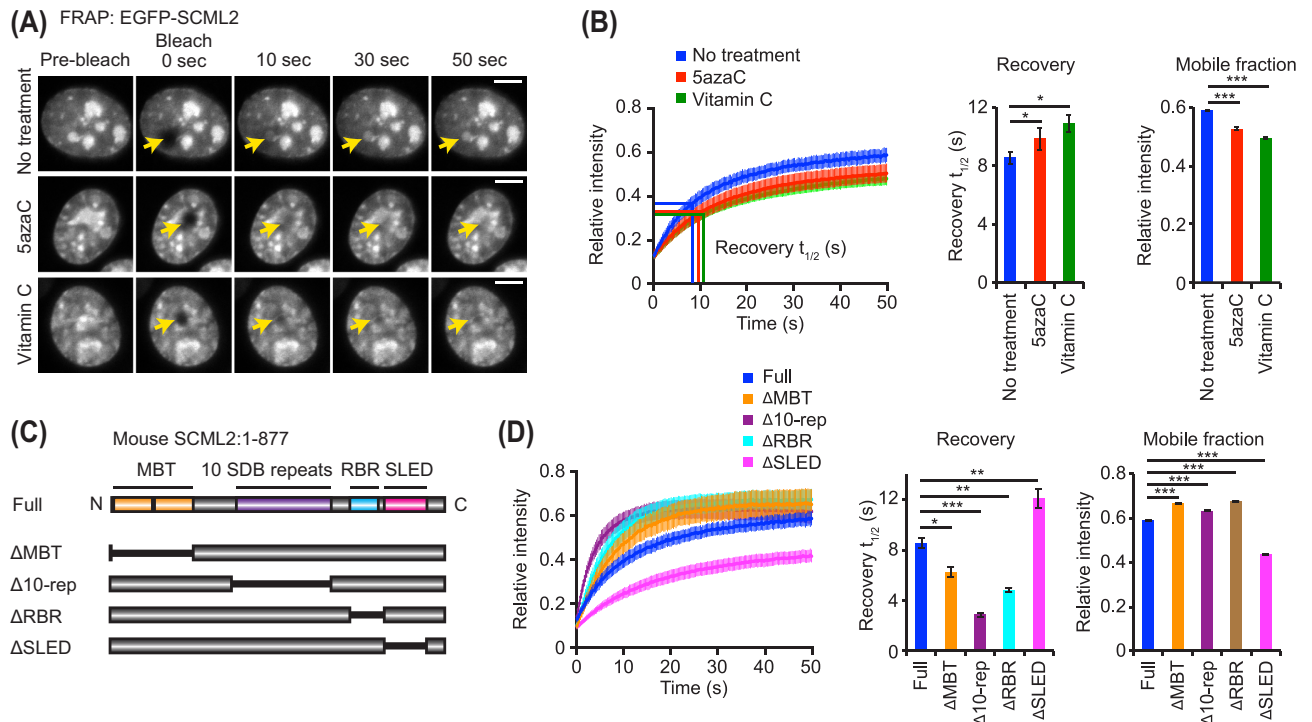 (A) FRAP: EGFP-SCML2
Pre-bleach
Bleach
0 sec
10 sec
30 sec
50 sec
No treatment
5azaC
Vitamin C
(B)
No treatment
5azaC
Vitamin C
Relative intensity
0.8
0.6
0.4
0.2
0
0 10 20 30 40 50
Time (s)
Recovery t1/2 (s)
Recovery
Recovery t1/2 (s)
12
8
4
0
*
*
No treatment
5azaC
Vitamin C
Mobile fraction
Relative intensity
0.6
0.4
0.2
0
***
***
No treatment
5azaC
Vitamin C
(C)
Mouse SCML2:1-877
MBT 10 SDB repeats RBR SLED
Full N C
ΔMBT
Δ10-rep
ΔRBR
ΔSLED
(D)
Full
ΔMBT
Δ10-rep
ΔRBR
ΔSLED
Relative intensity
0.8
0.6
0.4
0.2
0
0 10 20 30 40 50
Time (s)
Recovery
Recovery t1/2 (s)
12
8
4
0
**
**
***
*
Full
ΔMBT
Δ10-rep
ΔRBR
ΔSLED
Mobile fraction
Relative intensity
0.8
0.6
0.4
0.2
0
***
***
***
***
Full
ΔMBT
Δ10-rep
ΔRBR
ΔSLED